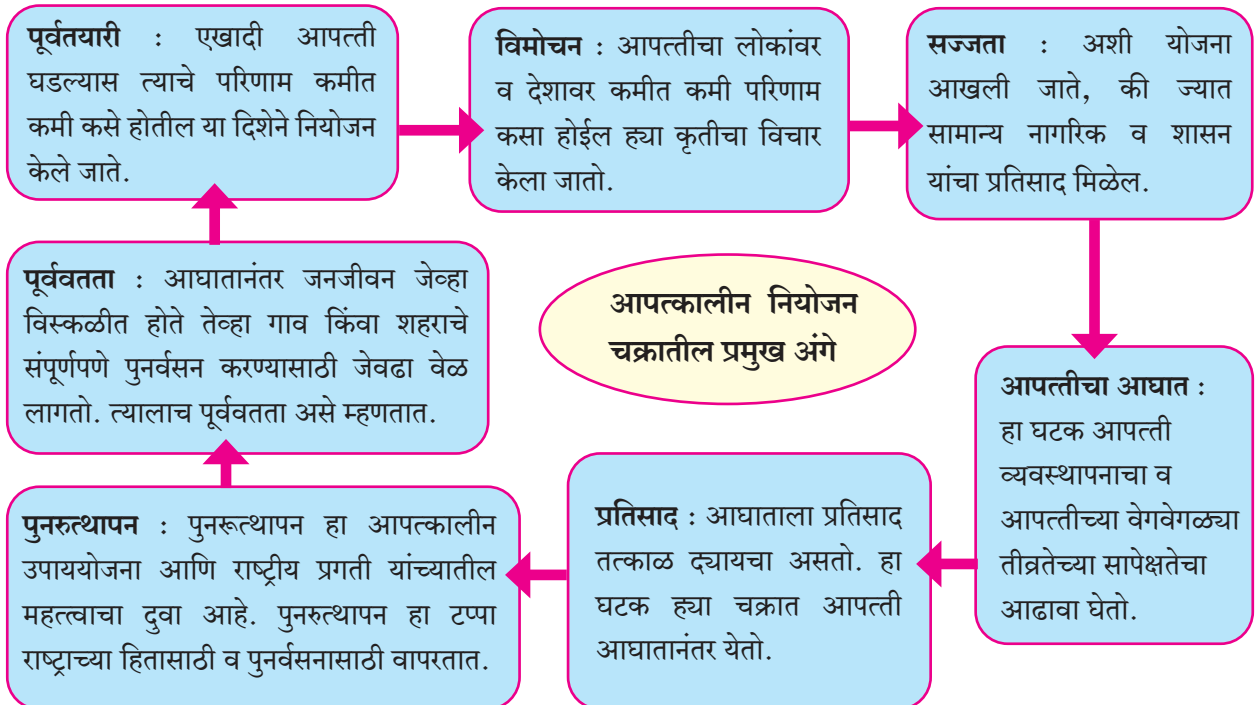 पूर्वतयारी : एखादी आपत्ती
घडल्यास त्याचे परिणाम कमीत
कमी कसे होतील या दिशेने नियोजन
केले जाते.
विमोचन : आपत्तीचा लोकांवर
व देशावर कमीत कमी परिणाम
कसा होईल ह्या कृतीचा विचार
केला जातो.
सज्जता : अशी योजना
आखली जाते, की ज्यात
सामान्य नागरिक व शासन
यांचा प्रतिसाद मिळेल.
पूर्ववतता : आघातानंतर जनजीवन जेव्हा
विस्कळीत होते तेव्हा गाव किंवा शहराचे
संपूर्णपणे पुनर्वसन करण्यासाठी जेवढा वेळ
लागतो. त्यालाच पूर्ववतता असे म्हणतात.
आपत्कालीन नियोजन
चक्रातील प्रमुख अंगे
आपत्तीचा आघात :
हा घटक आपत्ती
व्यवस्थापनाचा व
आपत्तीच्या वेगवेगळ्या
तीव्रतेच्या सापेक्षतेचा
आढावा घेतो.
पुनरुत्थापन : पुनरूत्थापन हा आपत्कालीन
उपाययोजना आणि राष्ट्रीय प्रगती यांच्यातील
महत्त्वाचा दुवा आहे. पुनरुत्थापन हा टप्पा
राष्ट्राच्या हितासाठी व पुनर्वसनासाठी वापरतात.
प्रतिसाद : आघाताला प्रतिसाद
तत्काळ द्यायचा असतो. हा
घटक ह्या चक्रात आपत्ती
आघातानंतर येतो.